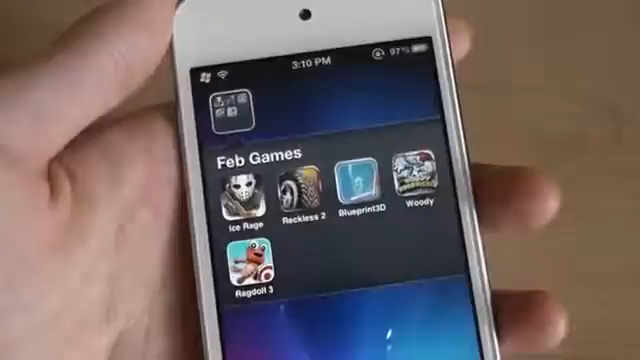 3:10 PM
97%
Feb Games
Ice Rage
Reckless 2
Blueprint3D
Woody
Ragdoll 3